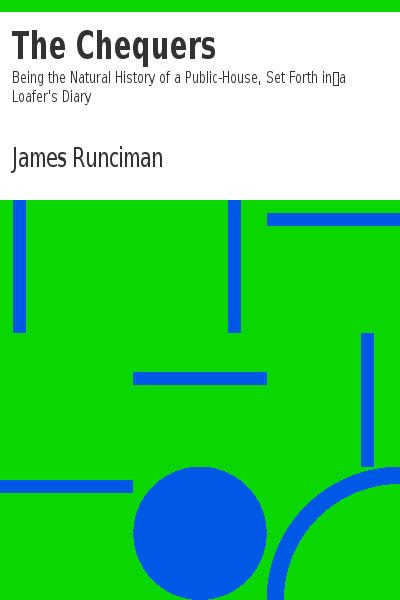 The Chequers
Being the Natural History of a Public-House, Set Forth in▯a
Loafer's Diary
James Runciman